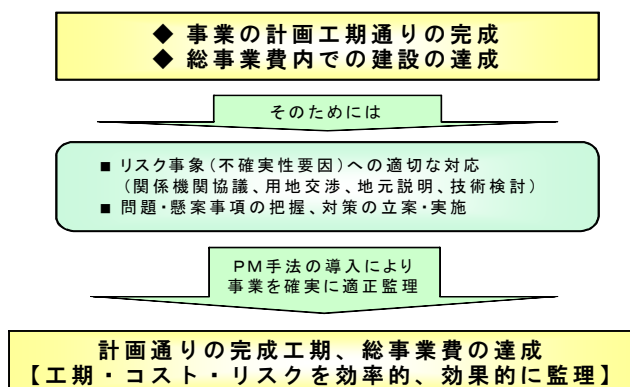 ◆ 事業の計画工期通りの完成
◆ 総事業費内での建設の達成
そのためには
■ リスク事象(不確実性要因)への適切な対応
(関係機関協議、用地交渉、地元説明、技術検討)
■ 問題・懸案事項の把握、対策の立案・実施
PM手法の導入により
事業を確実に適正監理
計画通りの完成工期、総事業費の達成
【工期・コスト・リスクを効率的、効果的に監理】